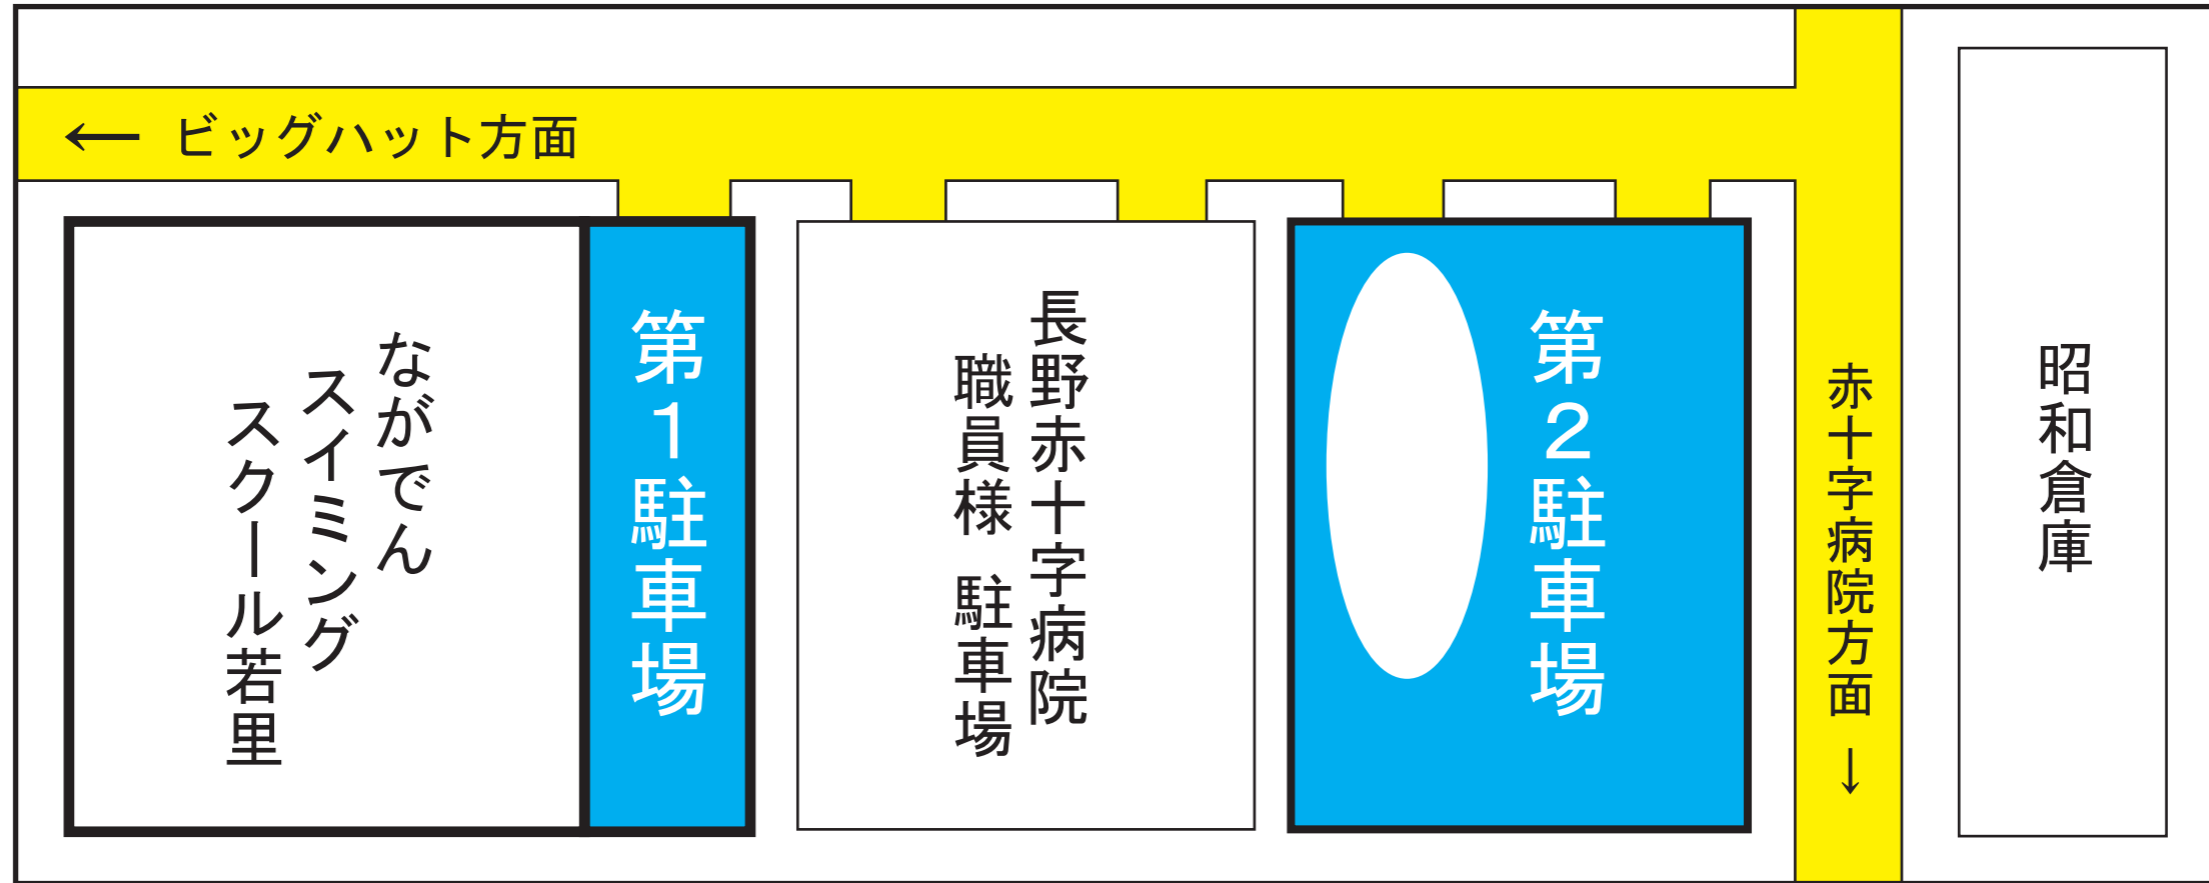 ← ビッグハット方面
ながでん
スイミング
スクール若里
第1駐車場
長野赤十字病院
職員様 駐車場
第2駐車場
赤十字病院方面 ↓
昭和倉庫